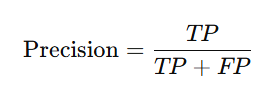 Precision = TP / TP + FP